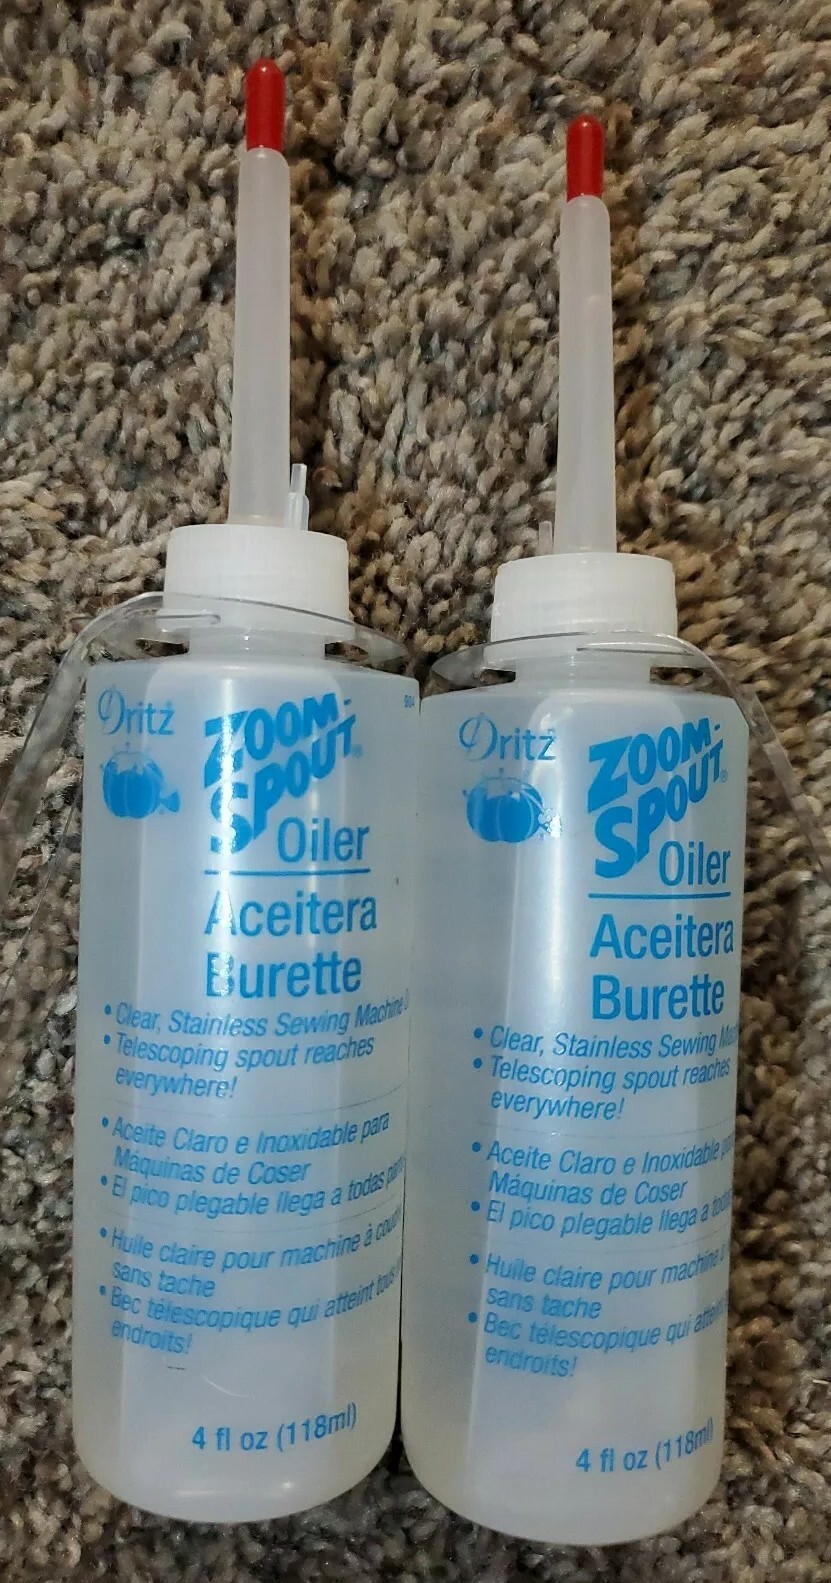 Dritz
ZOOM-
SPOUT®
Oiler
Aceitera
Burette
• Clear, Stainless Sewing Machine
• Telescoping spout reaches
everywhere!
• Aceite Claro e Inoxidable para
Máquinas de Coser
• El pico plegable llega a todas
• Huile claire pour machine à
sans tache
• Bec télescopique qui atteint
endroits!
4 fl oz (118ml)
904
Dritz
ZOOM-
SPOUT®
Oiler
Aceitera
Burette
• Clear, Stainless Sewing
• Telescoping spout reaches
everywhere!
• Aceite Claro e Inoxidable
Máquinas de Coser
• El pico plegable llega a
• Huile claire pour machine
sans tache
• Bec télescopique qui
endroits!
4 fl oz (118ml)